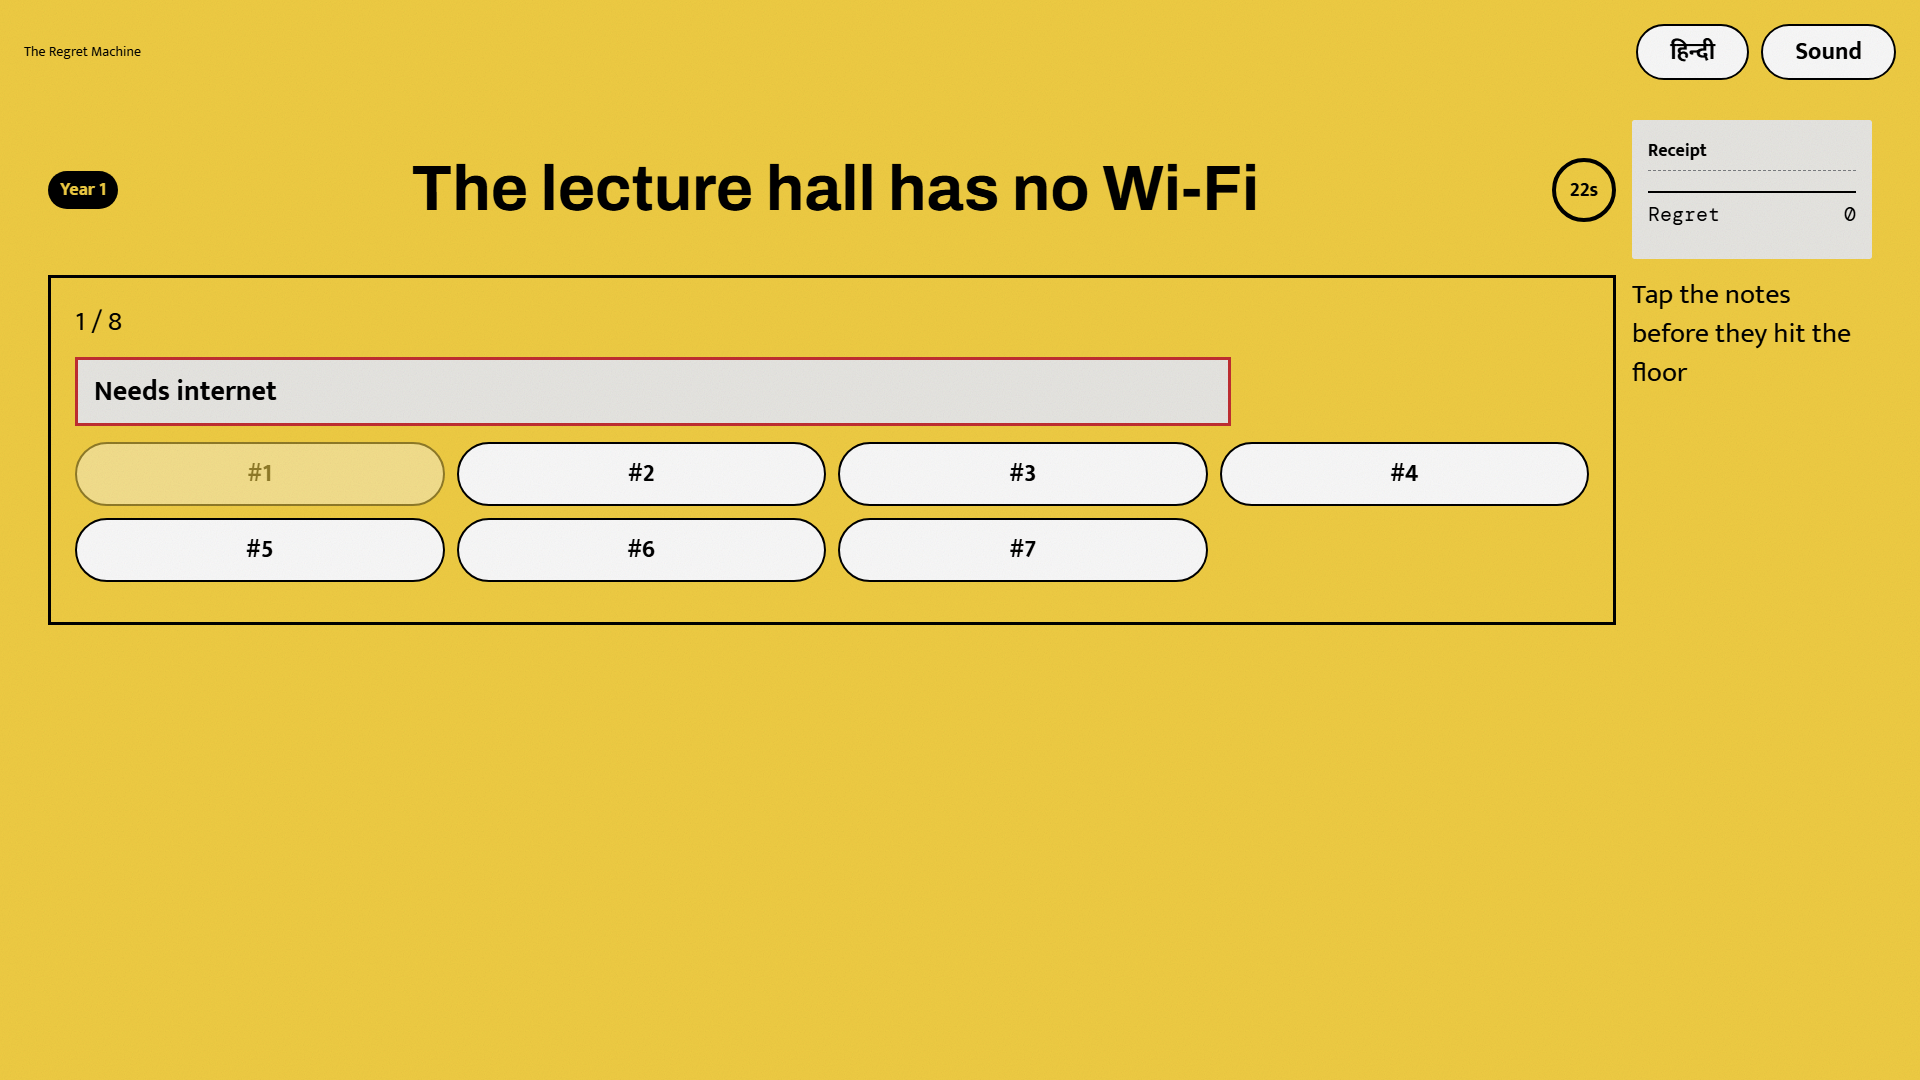 The Regret Machine
हिन्दी
Sound
Year 1
The lecture hall has no Wi-Fi
22s
Receipt
Regret 0
Tap the notes
before they hit the
floor
1 / 8
Needs internet
#1
#2
#3
#4
#5
#6
#7